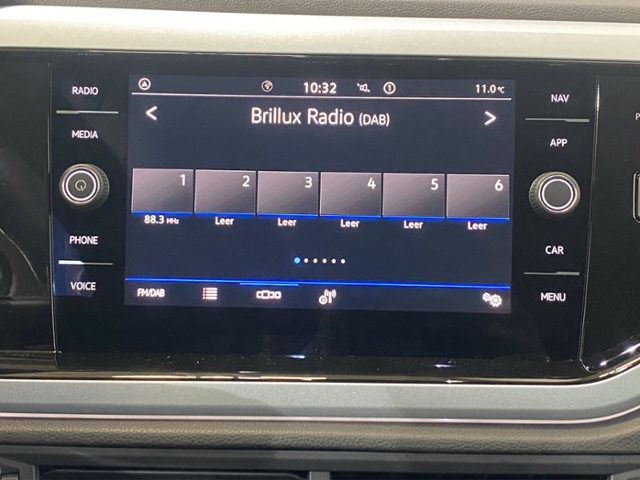 RADIO
MEDIA
PHONE
VOICE
10:32 1 11.0°C
Brillux Radio (DAB)
1 2 3 4 5 6
88.3 MHz Leer Leer Leer Leer Leer
FM/DAB
NAV
APP
CAR
MENU
P